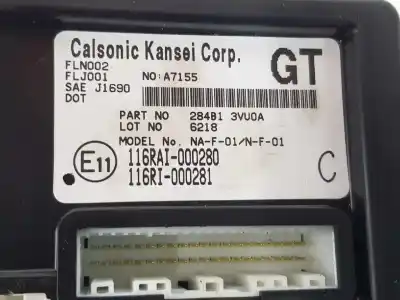 Calsonic Kansei Corp.
GT
FLN002
FLJ001 NO: A7155
SAE J1690
DOT
PART NO 284B1 3VU0A
LOT NO 6218
MODEL No. NA-F-01/N-F-01
E11 116RAI-000280
116RI-000281
C